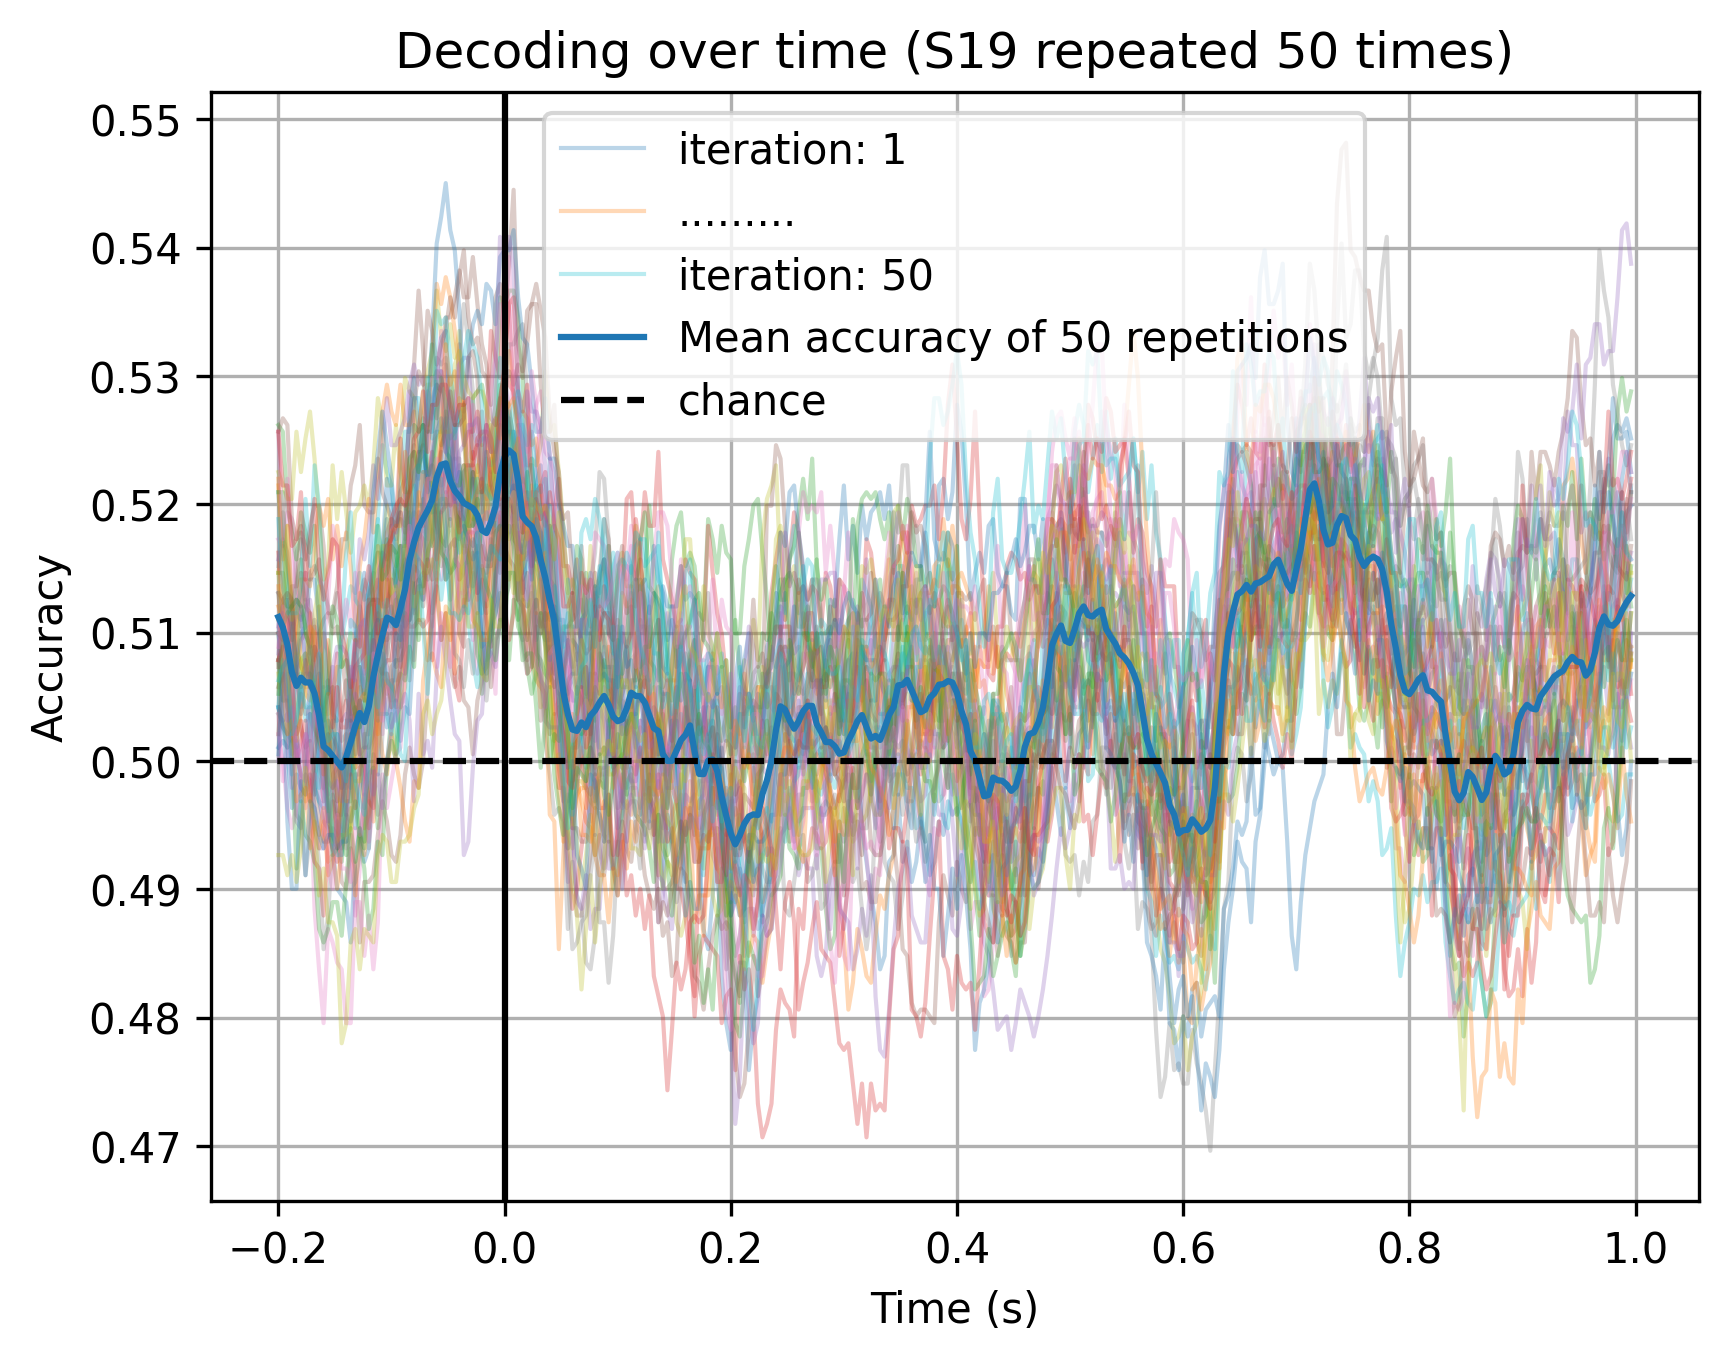 Decoding over time (S19 repeated 50 times)
0.55
0.54
0.53
0.52
0.51
0.50
0.49
0.48
0.47
Accuracy
iteration: 1
.........
iteration: 50
Mean accuracy of 50 repetitions
chance
−0.2 0.0 0.2 0.4 0.6 0.8 1.0
Time (s)